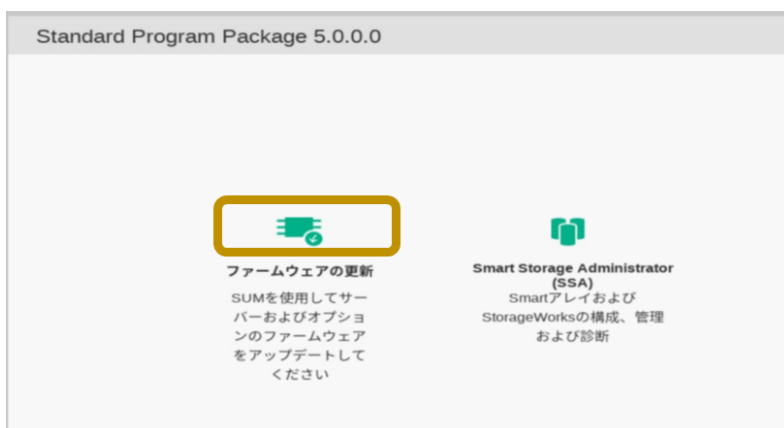 Standard Program Package 5.0.0.0
ファームウェアの更新
SUMを使用してサー
バーおよびオプショ
ンのファームウェア
をアップデートして
ください
Smart Storage Administrator
(SSA)
Smartアレイおよび
StorageWorksの構成、管理
および診断